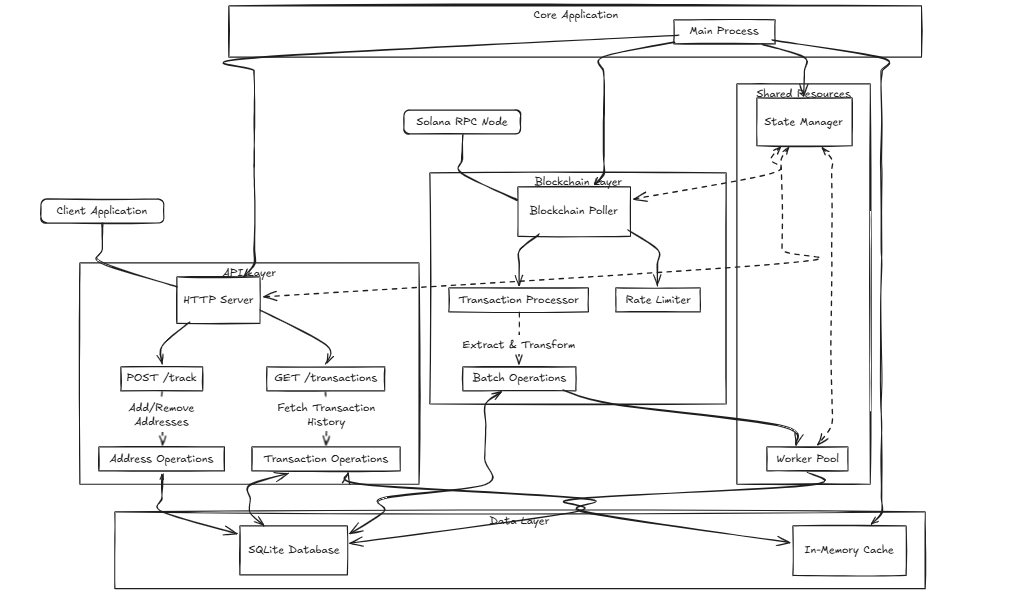 Core Application
Main Process
Shared Resources
State Manager
Solana RPC Node
Blockchain Layer
Blockchain Poller
Client Application
API Layer
HTTP Server
Transaction Processor
Rate Limiter
Extract & Transform
POST /track
GET /transactions
Batch Operations
Add/Remove
Addresses
Fetch Transaction
History
Address Operations
Transaction Operations
Worker Pool
Data Layer
SQLite Database
In-Memory Cache